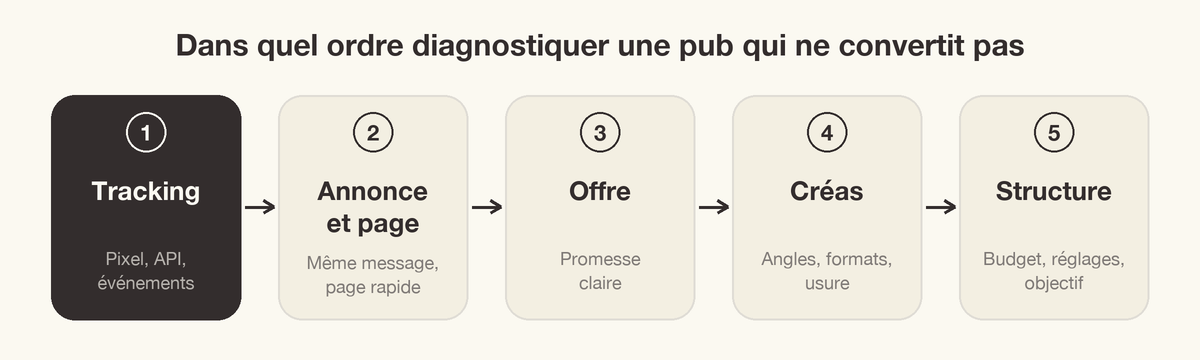 Dans quel ordre diagnostiquer une pub qui ne convertit pas
1
Tracking
Pixel, API,
événements
2
Annonce
et page
Même message,
page rapide
3
Offre
Promesse
claire
4
Créas
Angles, formats,
usure
5
Structure
Budget, réglages,
objectif